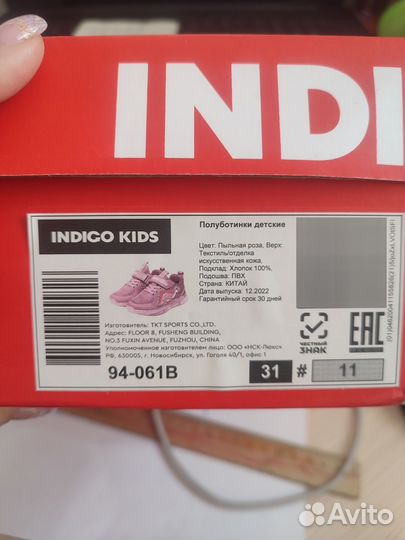 INDI
INDIGO KIDS
Полуботинки детские
Цвет: Пыльная роза, Верх:
Текстиль/отделка
искусственная кожа,
Подклад: Хлопок 100%,
Подошва: ПВХ
Страна: КИТАЙ
Дата выпуска: 12.2022
Гарантийный срок 30 дней
Изготовитель: TKT SPORTS CO.,LTD.
Адрес: FLOOR 8, FUSHENG BUILDING,
NO.3 FUXIN AVENUE, FUZHOU, CHINA
Уполномоченное изготовителем лицо: ООО «НСК-Люкс»
РФ, 630005, г. Новосибирск, ул. Гоголя 40/1, офис 1
ЧЕСТНЫЙ
ЗНАК
EAC
94-061B
31 # 11
Avito